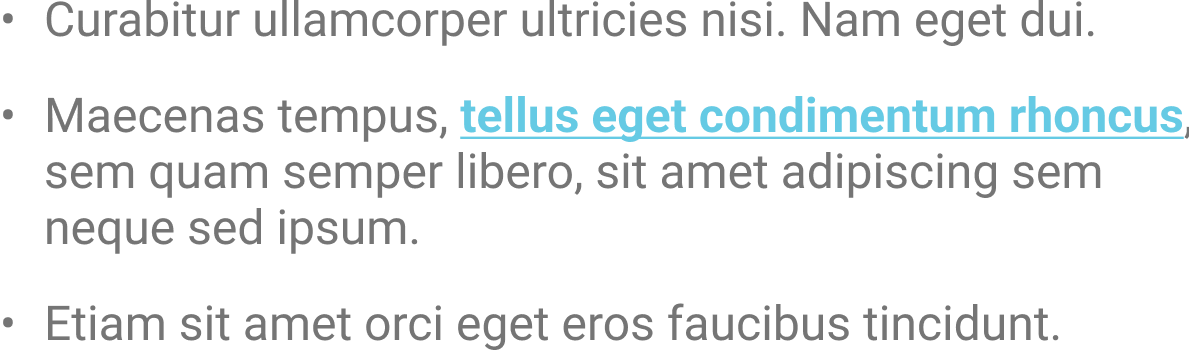 • Curabitur ullamcorper ultricies nisi. Nam eget dui.
• Maecenas tempus, tellus eget condimentum rhoncus,
sem quam semper libero, sit amet adipiscing sem
neque sed ipsum.
• Etiam sit amet orci eget eros faucibus tincidunt.